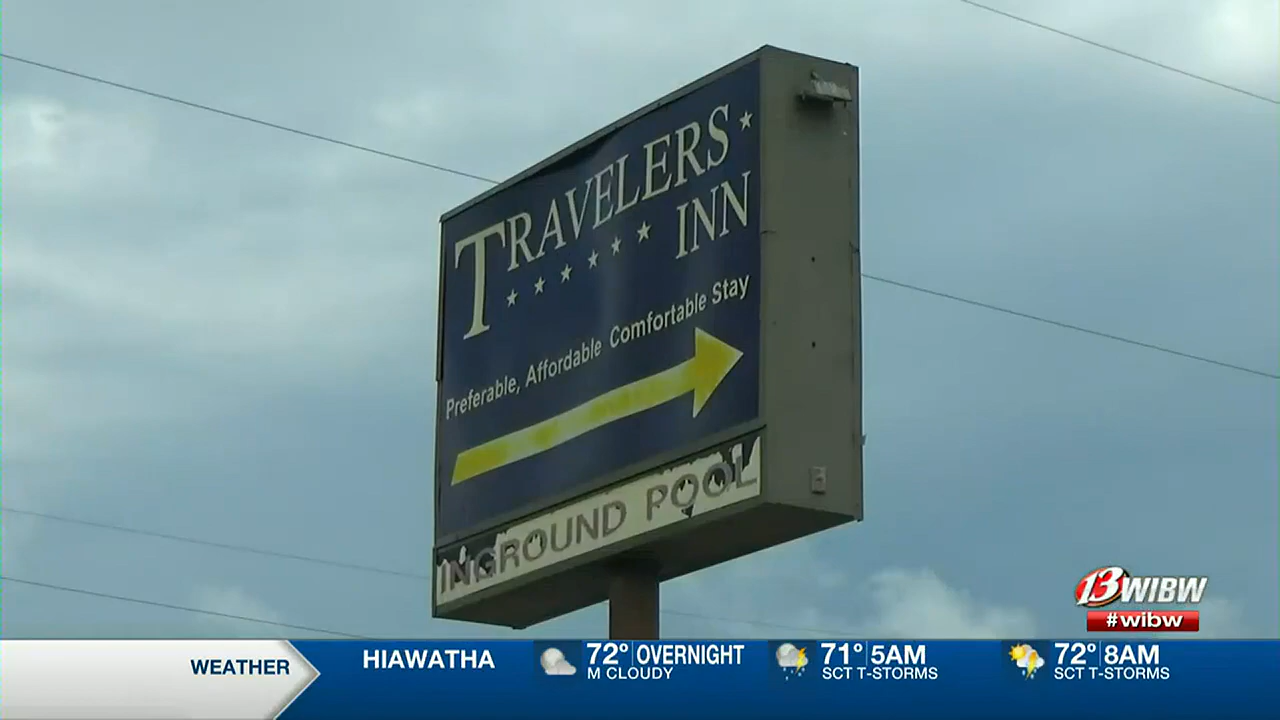 TRAVELERS
INN
Preferable, Affordable Comfortable Stay
INGROUND POOL
13 WIBW
#wibw
WEATHER
HIAWATHA
72° OVERNIGHT
M CLOUDY
71° 5AM
SCT T-STORMS
72° 8AM
SCT T-STORMS